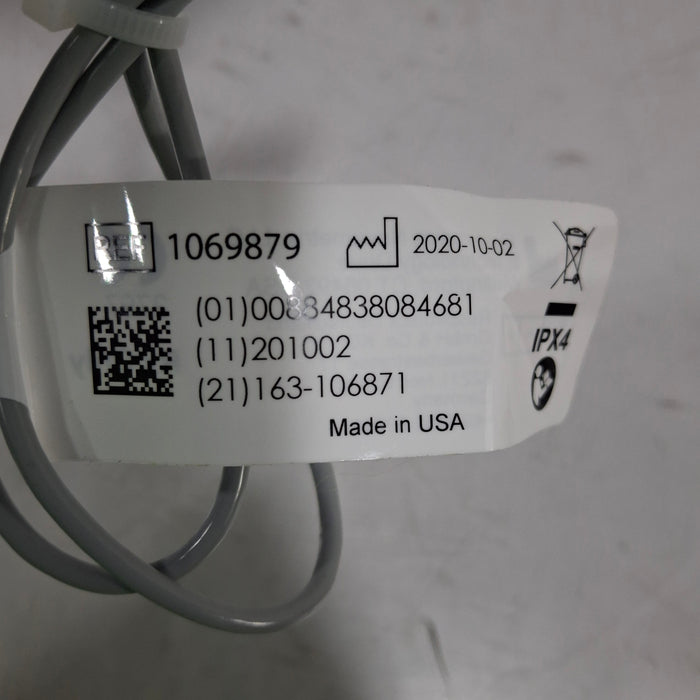 REF 1069879 2020-10-02
(01)00884838084681
(11)201002
(21)163-106871
IPX4
Made in USA